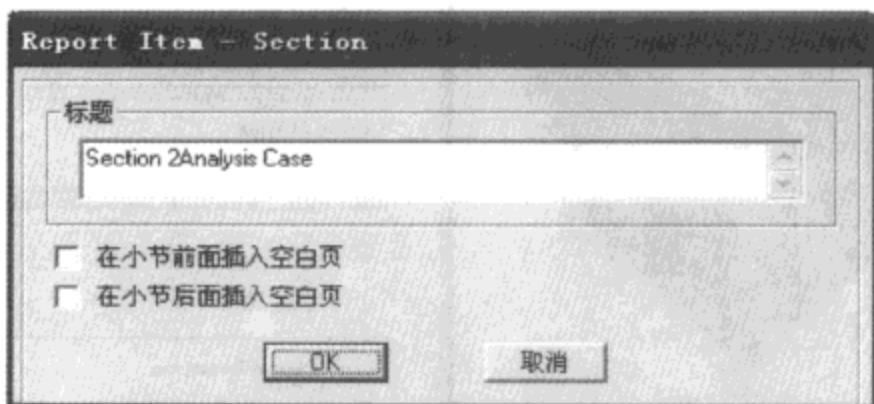 Report Item - Section
标题
Section 2Analysis Case
在小节前面插入空白页
在小节后面插入空白页
OK
取消